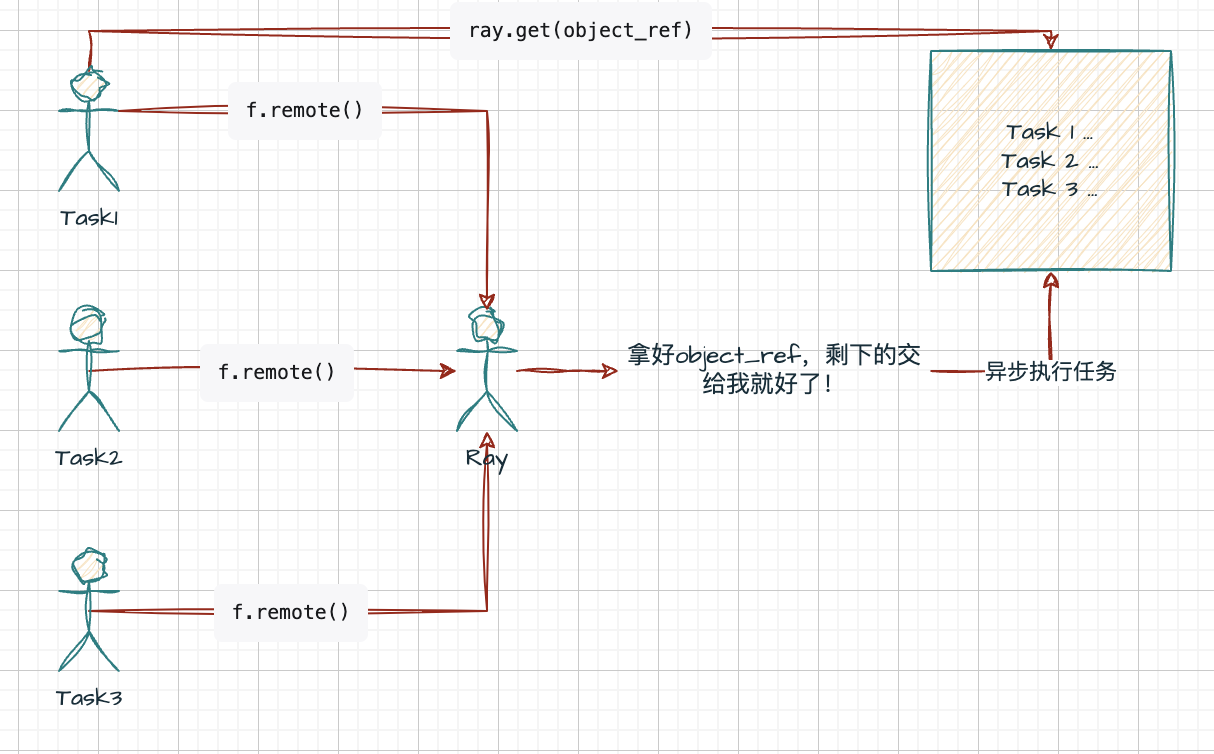 ray.get(object_ref)
f.remote()
Task 1 ...
Task 2 ...
Task 3 ...
Task1
f.remote()
拿好object_ref，剩下的交
给我就好了！
异步执行任务
Task2
Ray
f.remote()
Task3